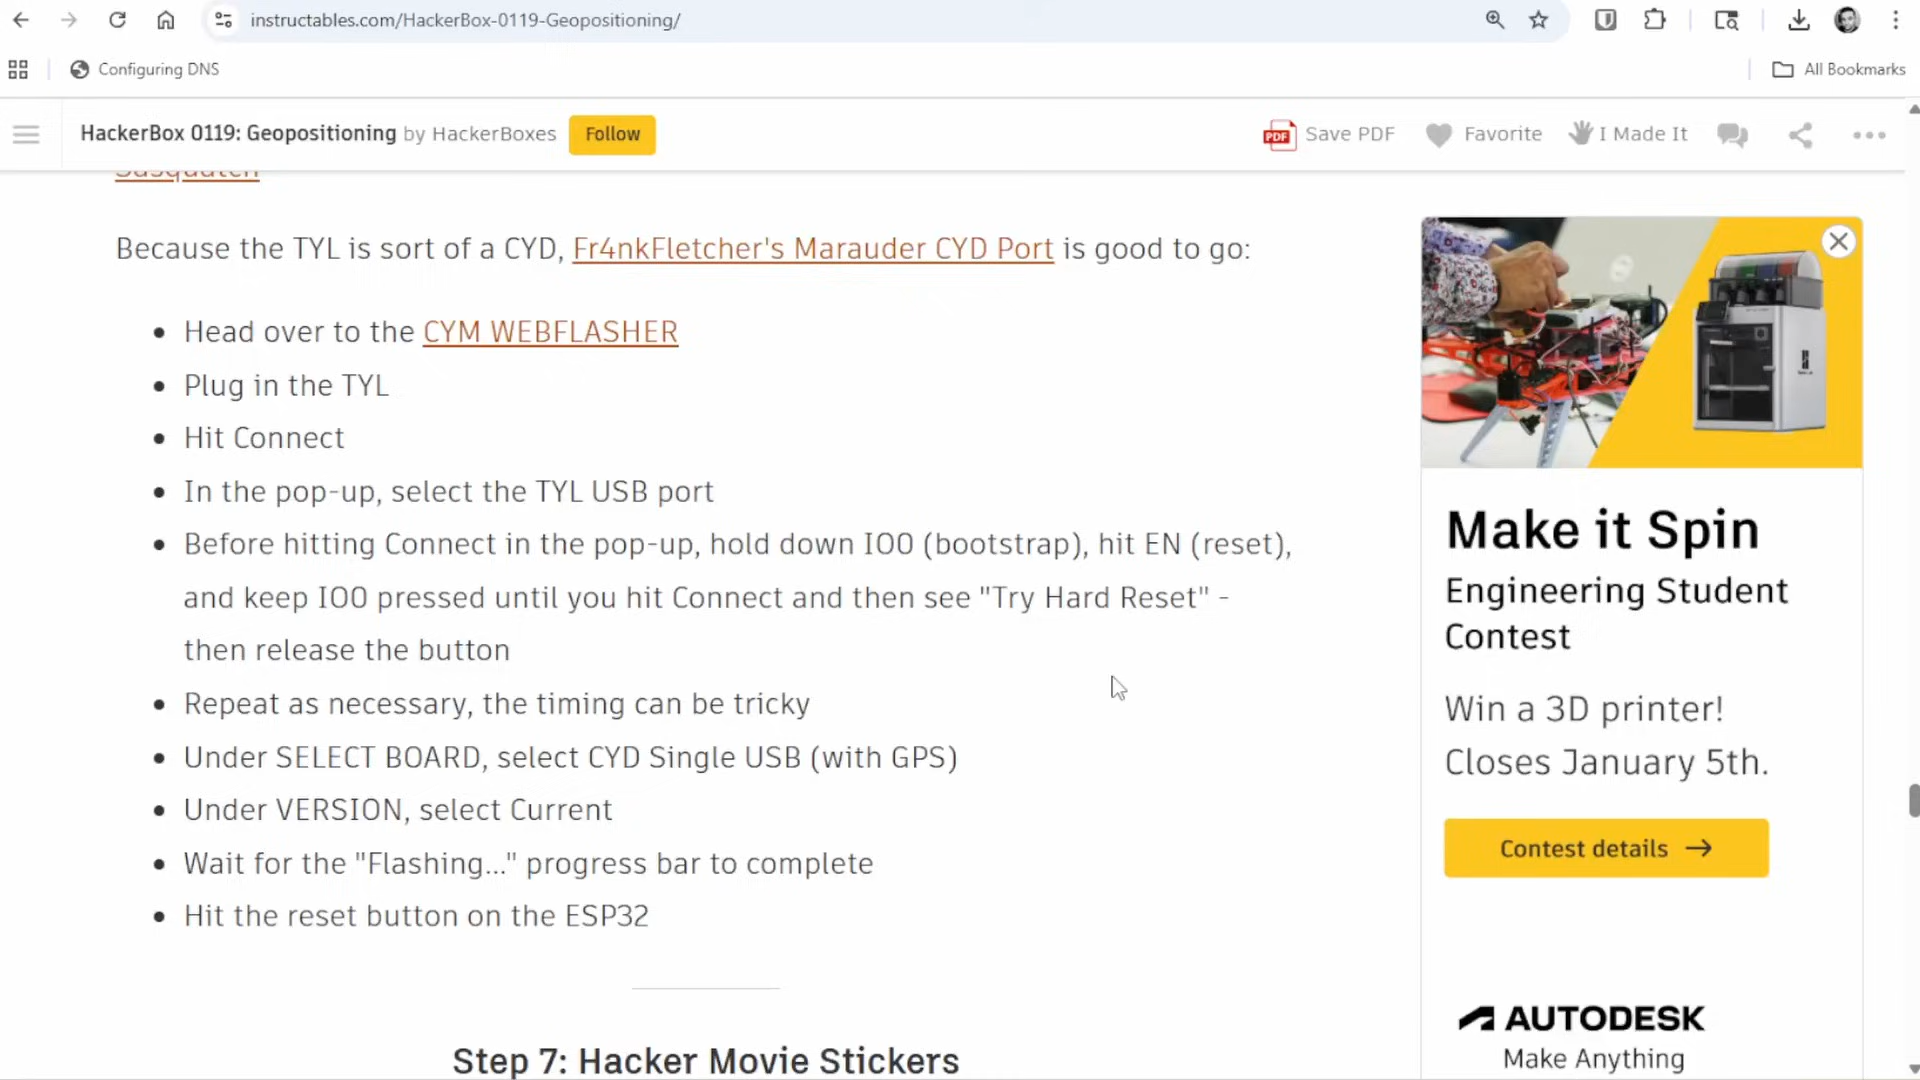 instructables.com/HackerBox-0119-Geopositioning/
Configuring DNS
All Bookmarks
HackerBox 0119: Geopositioning by HackerBoxes
Follow
PDF
Save PDF
Favorite
I Made It
Sasquatch
Because the TYL is sort of a CYD, Fr4nkFletcher's Marauder CYD Port is good to go:
Head over to the CYM WEBFLASHER
Plug in the TYL
Hit Connect
In the pop-up, select the TYL USB port
Before hitting Connect in the pop-up, hold down IO0 (bootstrap), hit EN (reset),
and keep IO0 pressed until you hit Connect and then see "Try Hard Reset" -
then release the button
Repeat as necessary, the timing can be tricky
Under SELECT BOARD, select CYD Single USB (with GPS)
Under VERSION, select Current
Wait for the "Flashing..." progress bar to complete
Hit the reset button on the ESP32
Step 7: Hacker Movie Stickers
Make it Spin
Engineering Student
Contest
Win a 3D printer!
Closes January 5th.
Contest details →
AUTODESK
Make Anything